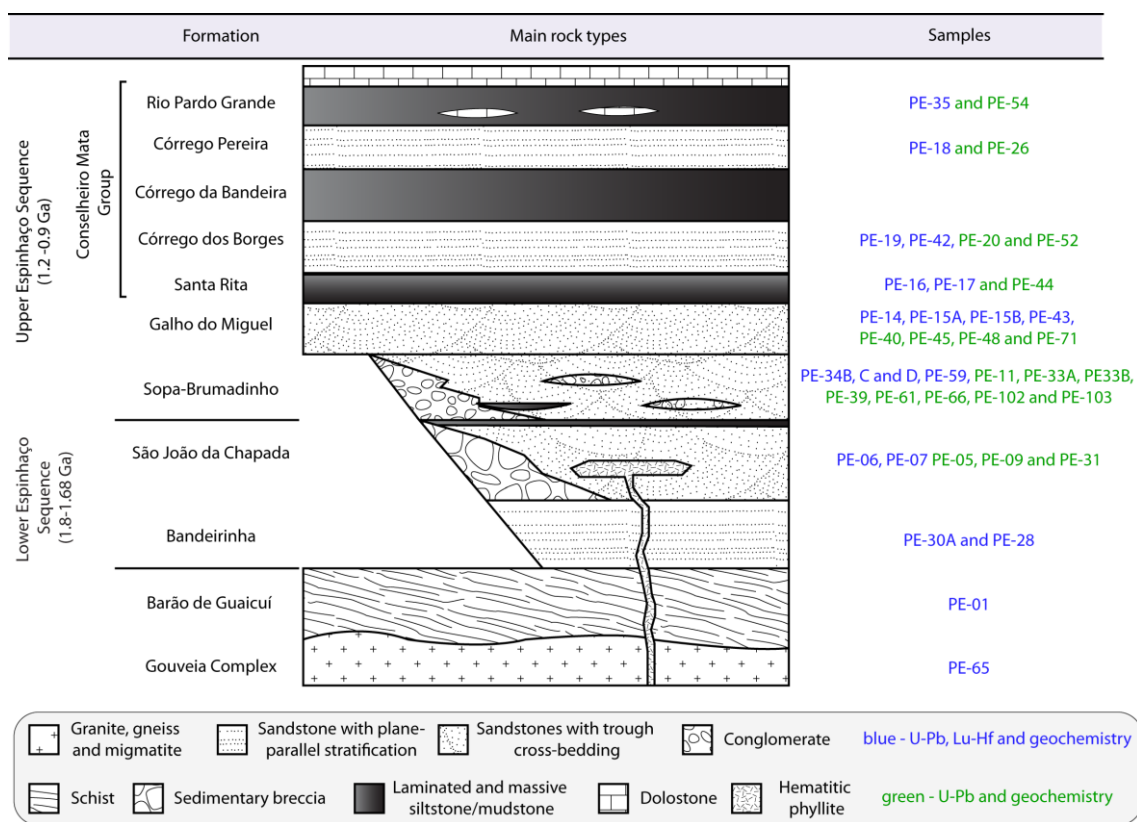 Formation Main rock types Samples
Upper Espinhaço Sequence
(1.2 -0.9 Ga)
Conselheiro Mata
Group
Rio Pardo Grande PE-35 and PE-54
Córrego Pereira PE-18 and PE-26
Córrego da Bandeira
Córrego dos Borges PE-19, PE-42, PE-20 and PE-52
Santa Rita PE-16, PE-17 and PE-44
Galho do Miguel PE-14, PE-15A, PE-15B, PE-43,
PE-40, PE-45, PE-48 and PE-71
Sopa-Brumadinho PE-34B, C and D, PE-59, PE-11, PE-33A, PE33B,
PE-39, PE-61, PE-66, PE-102 and PE-103
Lower Espinhaço
Sequence
(1.8-1.68 Ga)
São João da Chapada PE-06, PE-07 PE-05, PE-09 and PE-31
Bandeirinha PE-30A and PE-28
Barão de Guaicuí PE-01
Gouveia Complex PE-65
Granite, gneiss
and migmatite
Sandstone with plane-
parallel stratification
Sandstones with trough
cross-bedding
Conglomerate
blue - U-Pb, Lu-Hf and geochemistry
Schist
Sedimentary breccia
Laminated and massive
siltstone/mudstone
Dolostone
Hematitic
phyllite
green - U-Pb and geochemistry